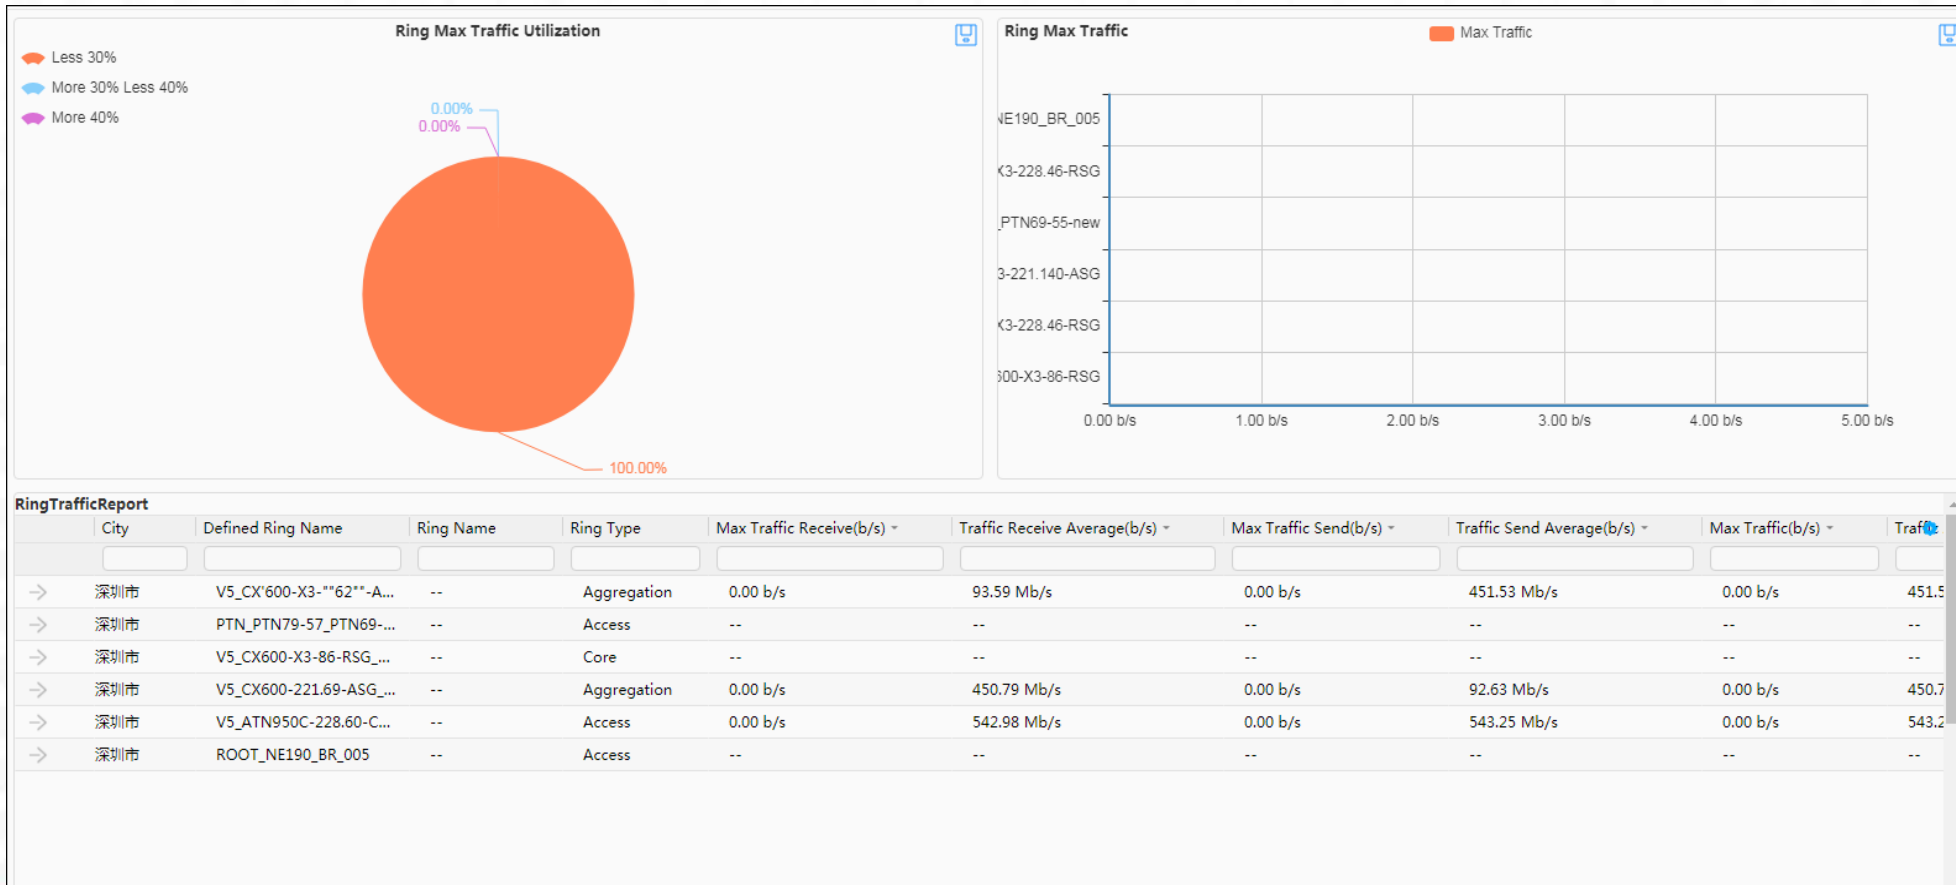 Ring Max Traffic Utilization
Less 30%
More 30% Less 40%
More 40%
0.00%
0.00%
100.00%
Ring Max Traffic
Max Traffic
NE190_BR_005
X3-228.46-RSG
_PTN69-55-new
3-221.140-ASG
X3-228.46-RSG
600-X3-86-RSG
0.00 b/s 1.00 b/s 2.00 b/s 3.00 b/s 4.00 b/s 5.00 b/s
RingTrafficReport
City Defined Ring Name Ring Name Ring Type Max Traffic Receive(b/s) Traffic Receive Average(b/s) Max Traffic Send(b/s) Traffic Send Average(b/s) Max Traffic(b/s) Traffic
深圳市 V5_CX'600-X3-""62""-A... -- Aggregation 0.00 b/s 93.59 Mb/s 0.00 b/s 451.53 Mb/s 0.00 b/s 451.5
深圳市 PTN_PTN79-57_PTN69-... -- Access -- -- -- -- -- --
深圳市 V5_CX600-X3-86-RSG_... -- Core -- -- -- -- -- --
深圳市 V5_CX600-221.69-ASG_... -- Aggregation 0.00 b/s 450.79 Mb/s 0.00 b/s 92.63 Mb/s 0.00 b/s 450.7
深圳市 V5_ATN950C-228.60-C... -- Access 0.00 b/s 542.98 Mb/s 0.00 b/s 543.25 Mb/s 0.00 b/s 543.2
深圳市 ROOT_NE190_BR_005 -- Access -- -- -- -- -- --